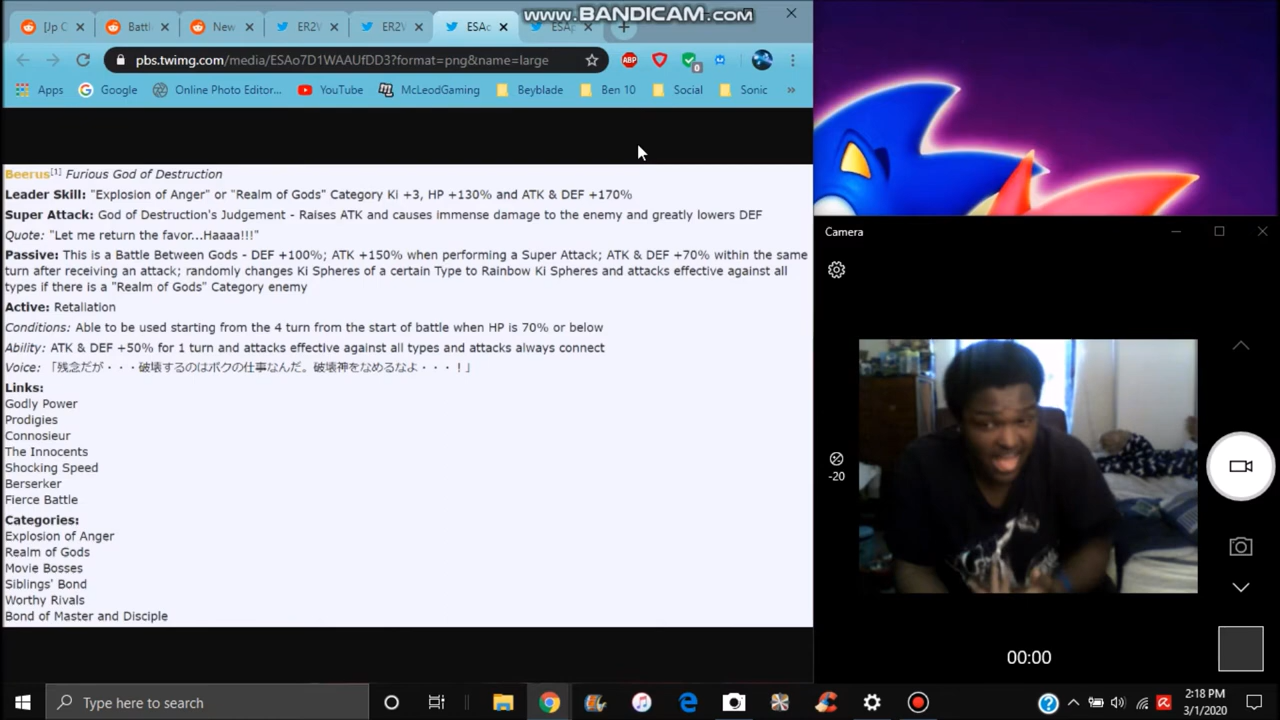 www.BANDICAM.com
[Jp C
Battl
New
ER2V
ER2V
ESAo
ESA
pbs.twimg.com/media/ESAo7D1WAAUfDD3?format=png&name=large
ABP
0
Apps
Google
Online Photo Editor...
YouTube
McLeodGaming
Beyblade
Ben 10
Social
Sonic
»
Beerus[1] Furious God of Destruction
Leader Skill: "Explosion of Anger" or "Realm of Gods" Category Ki +3, HP +130% and ATK & DEF +170%
Super Attack: God of Destruction's Judgement - Raises ATK and causes immense damage to the enemy and greatly lowers DEF
Quote: "Let me return the favor...Haaaa!!!"
Passive: This is a Battle Between Gods - DEF +100%; ATK +150% when performing a Super Attack; ATK & DEF +70% within the same
turn after receiving an attack; randomly changes Ki Spheres of a certain Type to Rainbow Ki Spheres and attacks effective against all
types if there is a "Realm of Gods" Category enemy
Active: Retaliation
Conditions: Able to be used starting from the 4 turn from the start of battle when HP is 70% or below
Ability: ATK & DEF +50% for 1 turn and attacks effective against all types and attacks always connect
Voice: 「残念だが・・・破壊するのはボクの仕事なんだ。破壊神をなめるなよ・・・！」
Links:
Godly Power
Prodigies
Connosieur
The Innocents
Shocking Speed
Berserker
Fierce Battle
Categories:
Explosion of Anger
Realm of Gods
Movie Bosses
Siblings' Bond
Worthy Rivals
Bond of Master and Disciple
Camera
-20
00:00
Type here to search
2:18 PM
3/1/2020